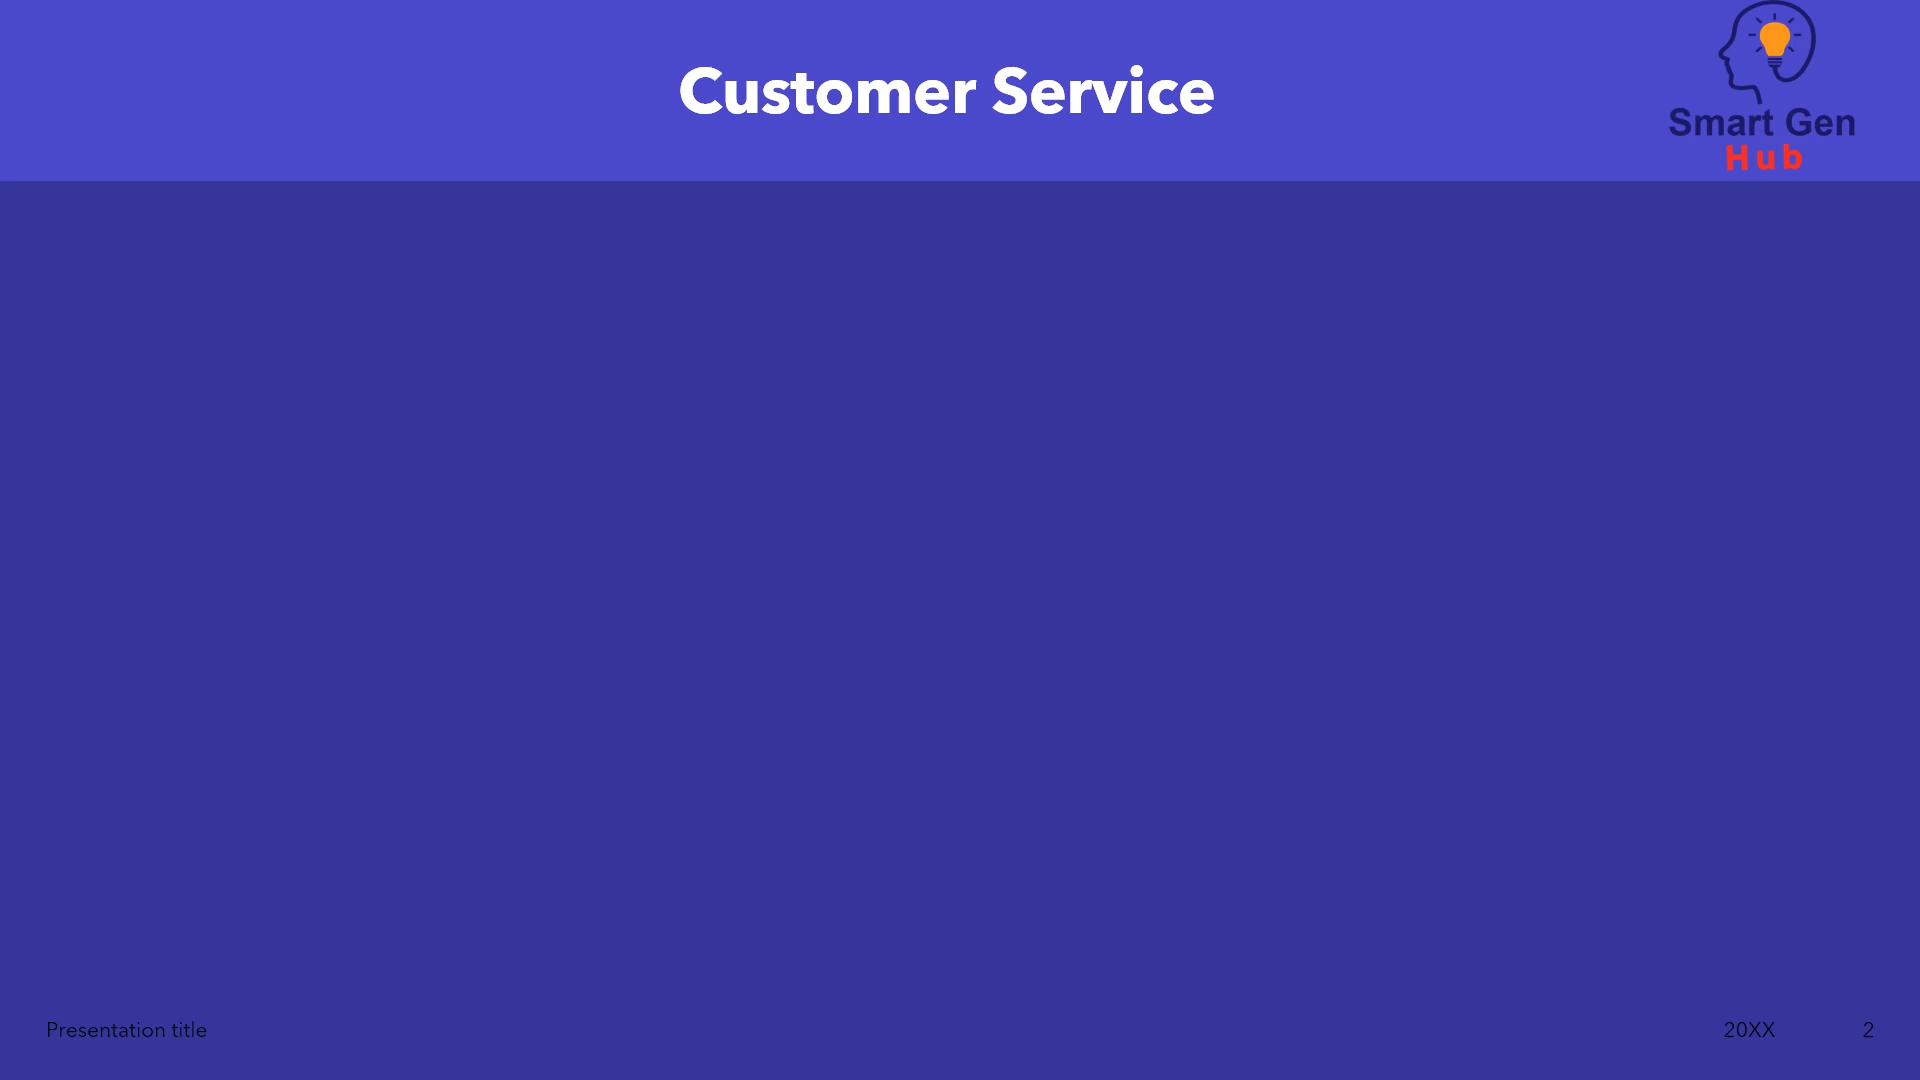 Customer Service
Smart Gen
Hub
Presentation title
20XX
2